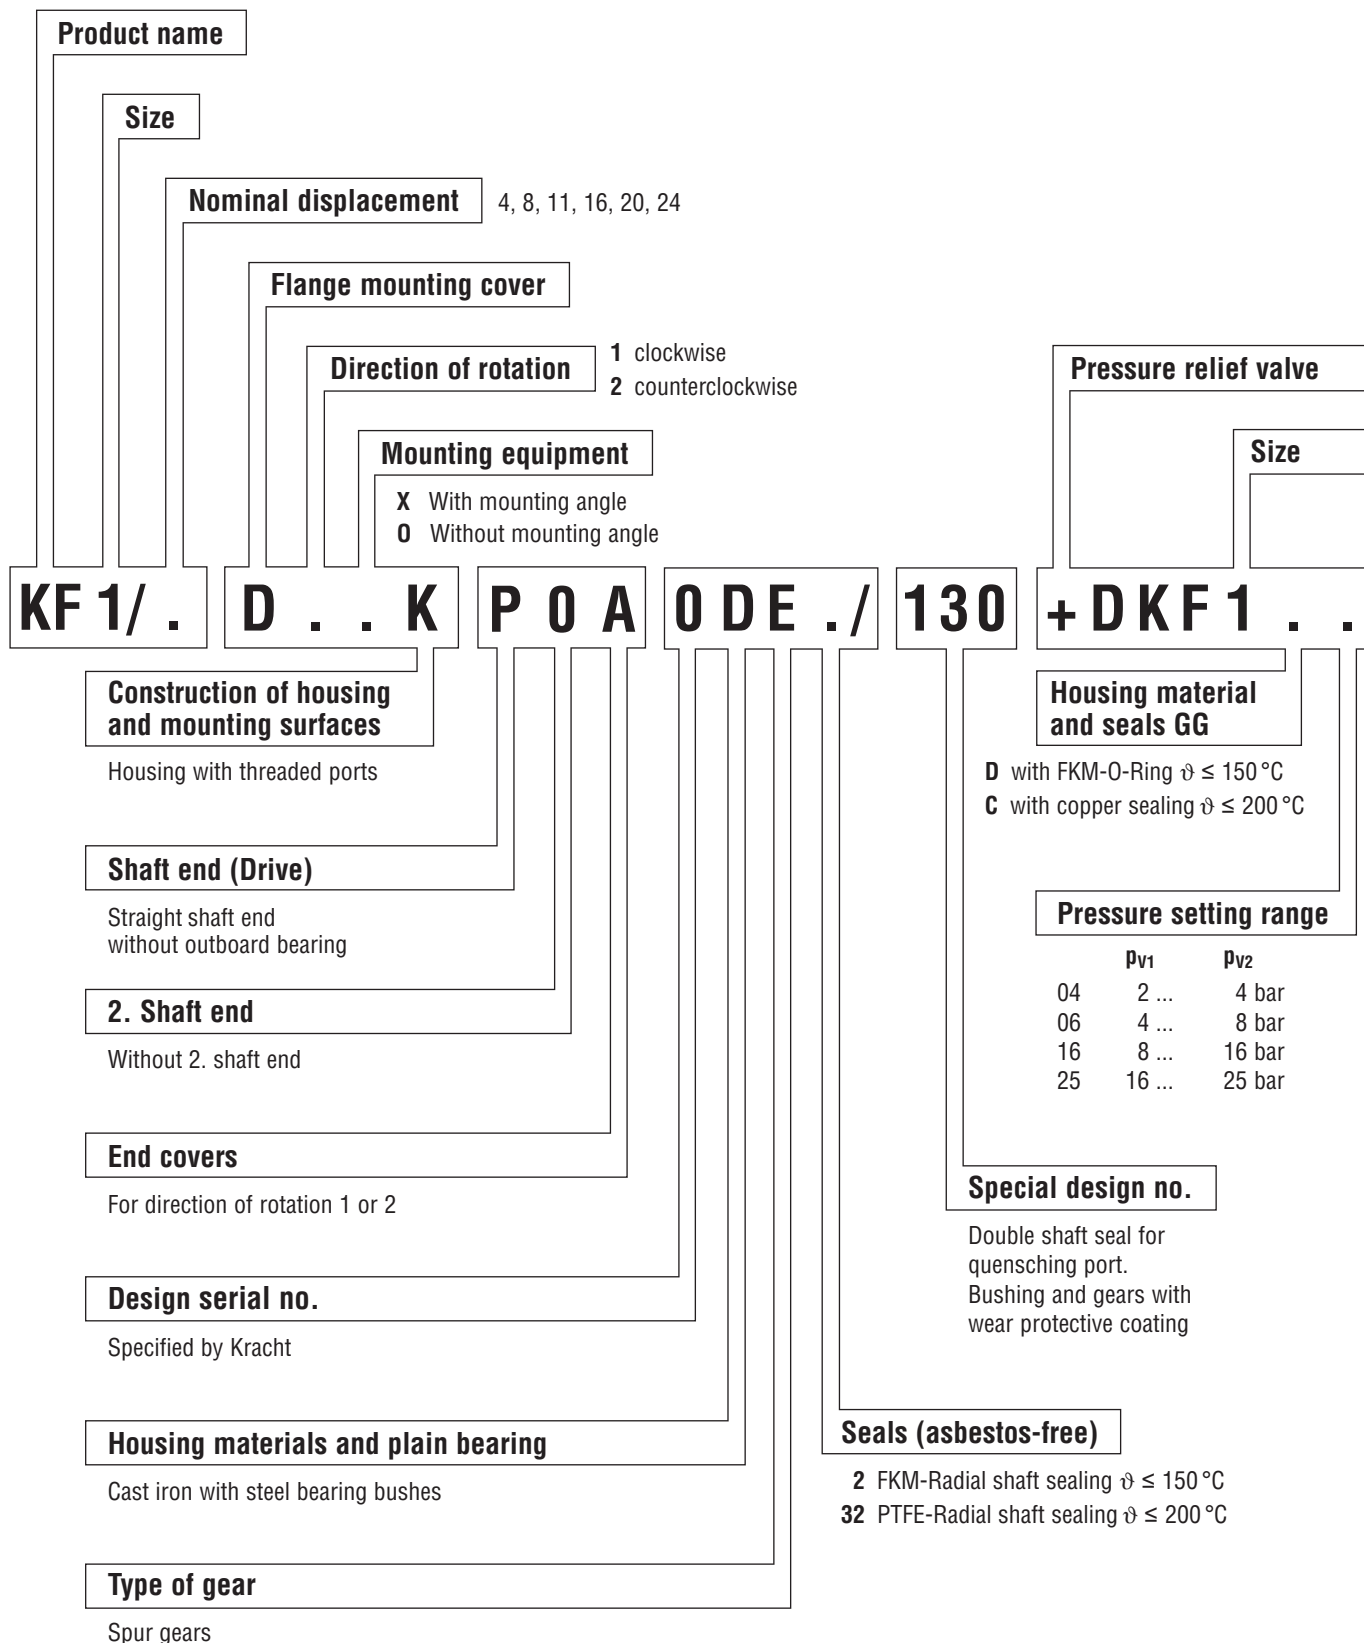 Product name
Size
Nominal displacement 4, 8, 11, 16, 20, 24
Flange mounting cover
Direction of rotation
1 clockwise
2 counterclockwise
Pressure relief valve
Mounting equipment
X With mounting angle
0 Without mounting angle
Size
KF 1/ . D . . K P 0 A 0 D E . / 130 + D K F 1 . .
Construction of housing
and mounting surfaces
Housing with threaded ports
Housing material
and seals GG
D with FKM-O-Ring ϑ ≤ 150 °C
C with copper sealing ϑ ≤ 200 °C
Shaft end (Drive)
Straight shaft end
without outboard bearing
Pressure setting range
pV1 pV2
04 2 ... 4 bar
06 4 ... 8 bar
16 8 ... 16 bar
25 16 ... 25 bar
2. Shaft end
Without 2. shaft end
End covers
For direction of rotation 1 or 2
Special design no.
Double shaft seal for
quensching port.
Bushing and gears with
wear protective coating
Design serial no.
Specified by Kracht
Housing materials and plain bearing
Cast iron with steel bearing bushes
Seals (asbestos-free)
2 FKM-Radial shaft sealing ϑ ≤ 150 °C
32 PTFE-Radial shaft sealing ϑ ≤ 200 °C
Type of gear
Spur gears